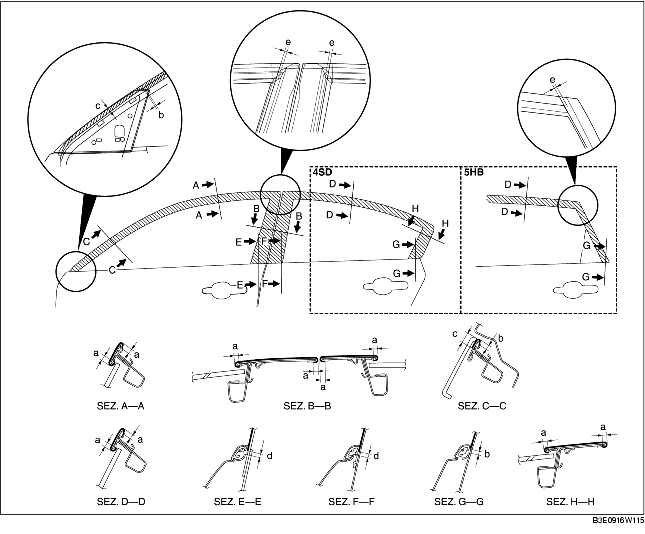 e
e
c
b
4SD
5HB
A
A
B
B
D
D
H
H
D
D
C
C
E
F
G
G
E
F
G
G
a
a
a
a
a
a
c
b
SEZ. A—A
SEZ. B—B
SEZ. C—C
a
a
d
d
b
a
a
SEZ. D—D
SEZ. E—E
SEZ. F—F
SEZ. G—G
SEZ. H—H
B3E0916W115